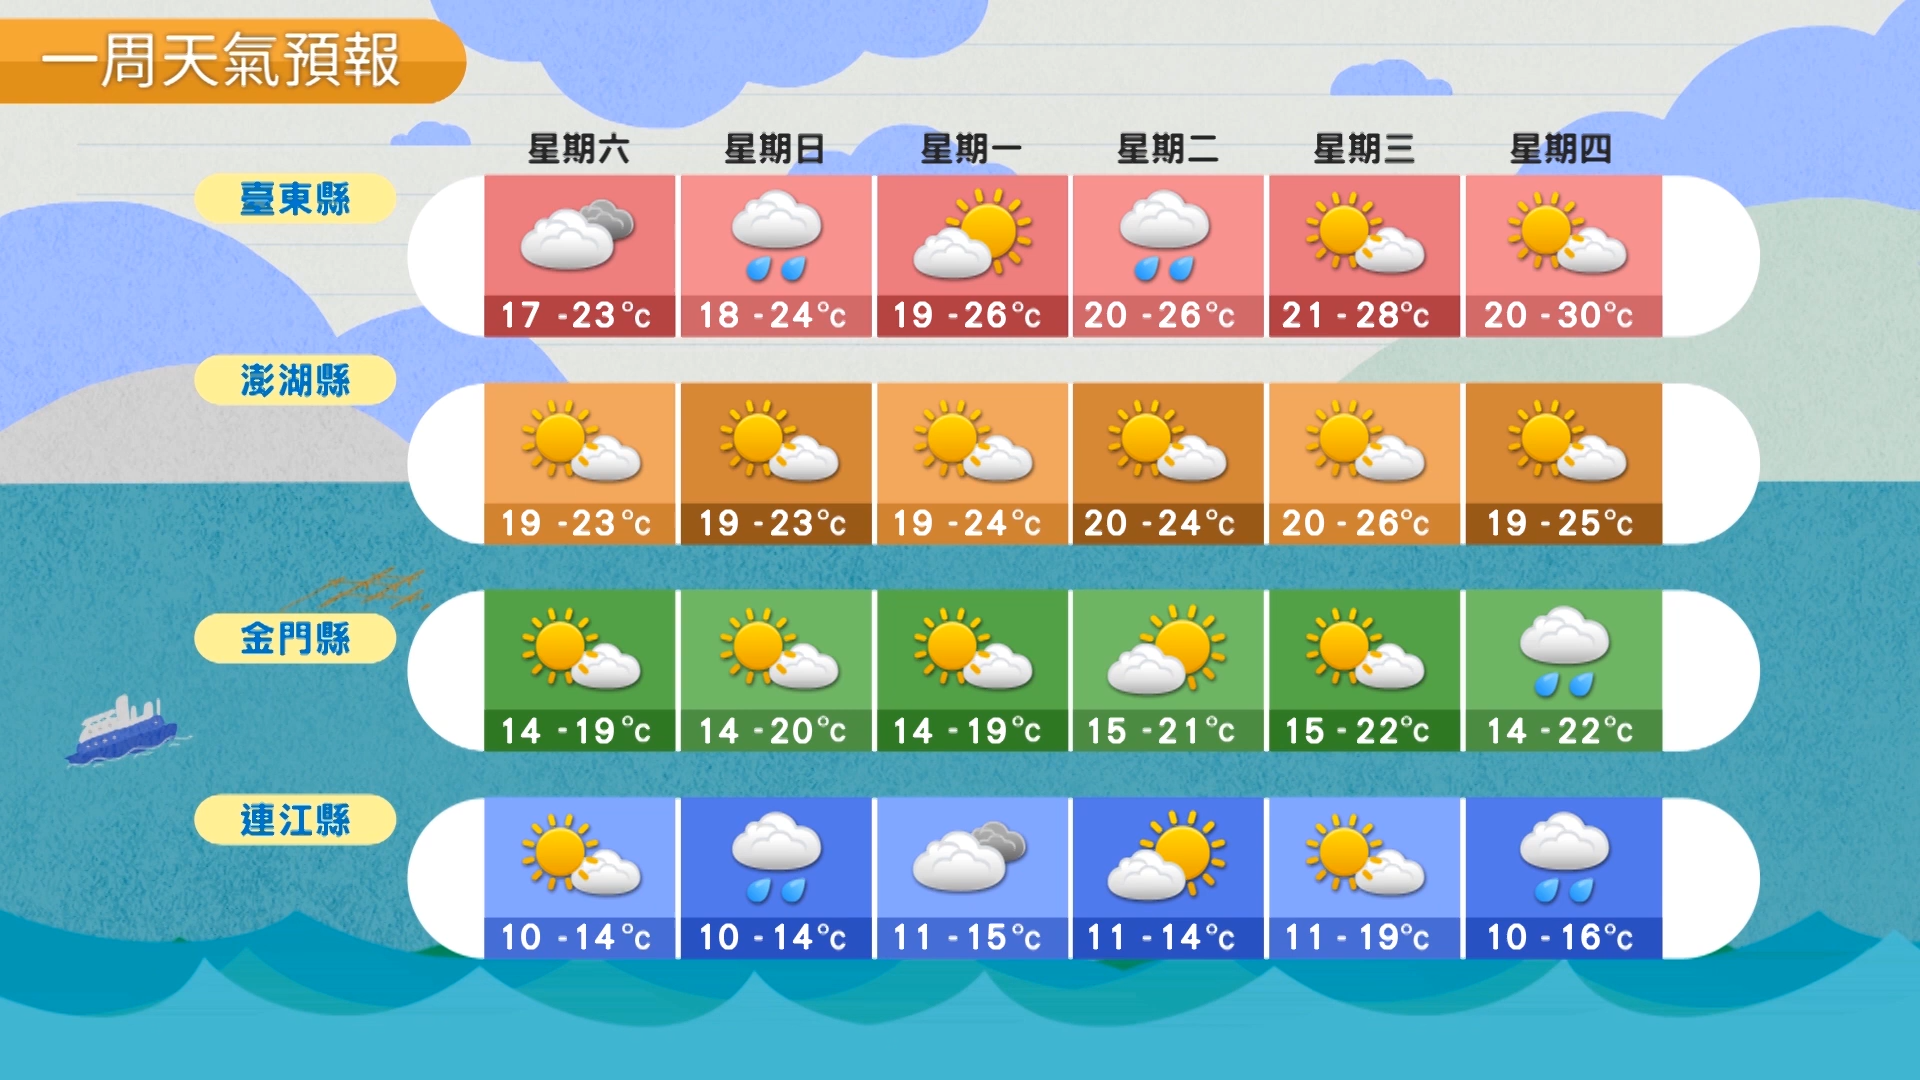 一周天氣預報
星期六 星期日 星期一 星期二 星期三 星期四
臺東縣
17 -23°C 18 -24°C 19 -26°C 20 -26°C 21 -28°C 20 -30°C
澎湖縣
19 -23°C 19 -23°C 19 -24°C 20 -24°C 20 -26°C 19 -25°C
金門縣
14 -19°C 14 -20°C 14 -19°C 15 -21°C 15 -22°C 14 -22°C
連江縣
10 -14°C 10 -14°C 11 -15°C 11 -14°C 11 -19°C 10 -16°C